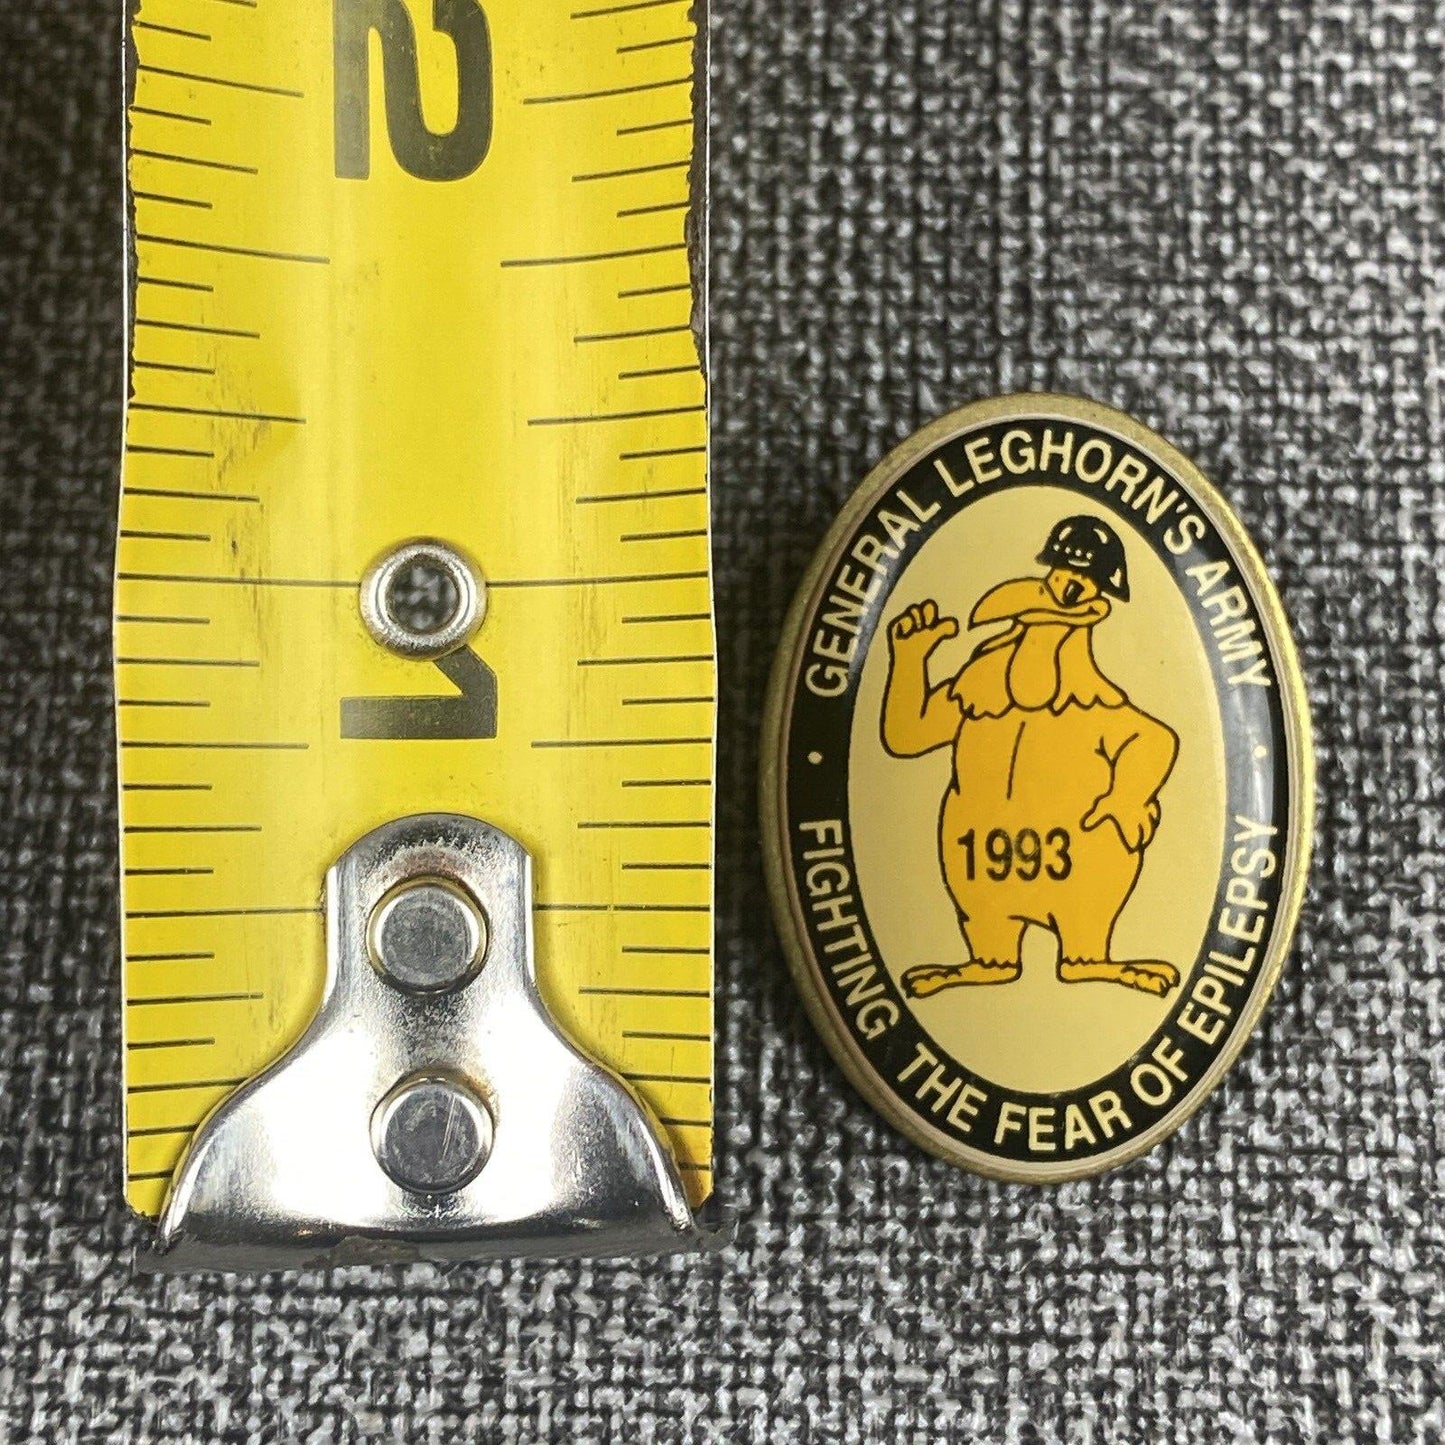 2
1
· GENERAL LEGHORN'S ARMY ·
FIGHTING THE FEAR OF EPILEPSY
1993